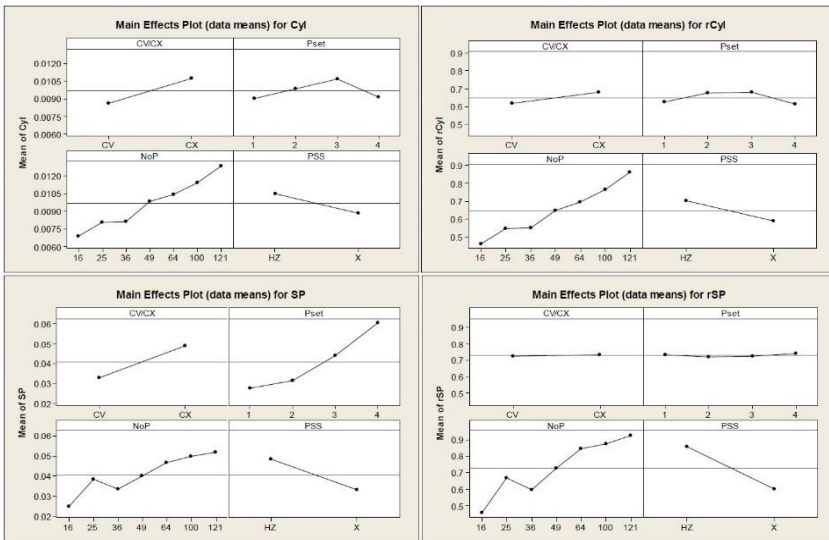 Main Effects Plot (data means) for Cyl
CV/CX Pset
0.0120
0.0105
0.0090
0.0060
CV CX 1 2 3 4
NoP PSS
0.0120
0.0105
0.0090
0.0060
16 25 36 49 64 100 121 HZ X
Mean of Cyl
Main Effects Plot (data means) for rCyl
CV/CX Pset
0.9
0.8
0.7
0.6
0.5
CV CX 1 2 3 4
NoP PSS
0.9
0.8
0.7
0.6
0.5
16 25 36 49 64 100 121 HZ X
Mean of rCyl
Main Effects Plot (data means) for SP
CV/CX Pset
0.06
0.05
0.04
0.03
0.02
CV CX 1 2 3 4
NoP PSS
0.06
0.05
0.04
0.03
0.02
16 25 36 49 64 100 121 HZ X
Mean of SP
Main Effects Plot (data means) for rSP
CV/CX Pset
0.9
0.8
0.7
0.6
0.5
CV CX 1 2 3 4
NoP PSS
0.9
0.8
0.7
0.6
0.5
16 25 36 49 64 100 121 HZ X
Mean of rSP